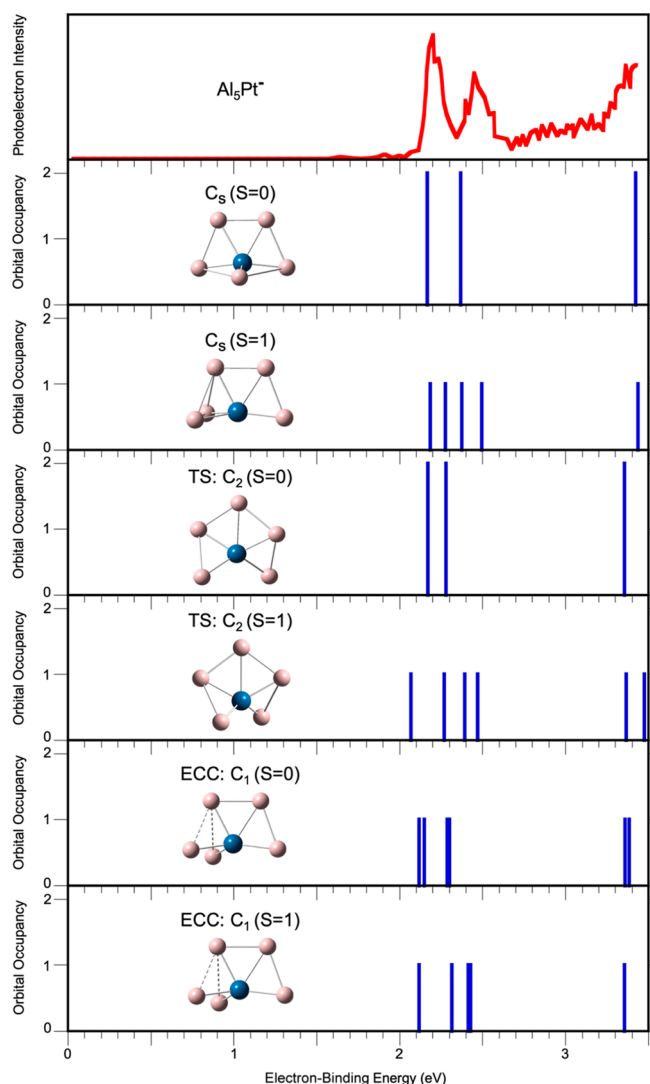 Photoelectron Intensity
Al₅Pt⁻
Orbital Occupancy
2
1
0
Cₛ (S=0)
Orbital Occupancy
2
1
0
Cₛ (S=1)
Orbital Occupancy
2
1
0
TS: C₂ (S=0)
Orbital Occupancy
2
1
0
TS: C₂ (S=1)
Orbital Occupancy
2
1
0
ECC: C₁ (S=0)
Orbital Occupancy
2
1
0
ECC: C₁ (S=1)
0 1 2 3
Electron-Binding Energy (eV)